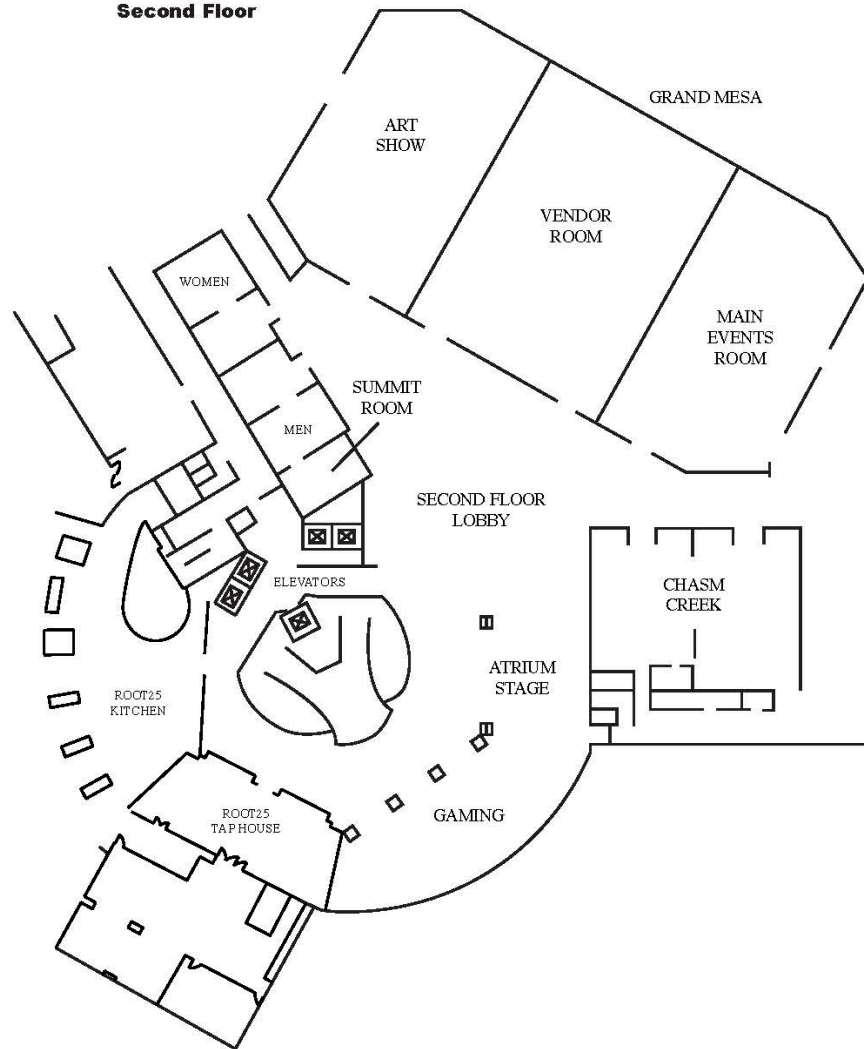 Second Floor
GRAND MESA
ART
SHOW
VENDOR
ROOM
WOMEN
MAIN
EVENTS
ROOM
SUMMIT
ROOM
MEN
SECOND FLOOR
LOBBY
ELEVATORS
CHASM
CREEK
ATRIUM
STAGE
ROOT25
KITCHEN
ROOT25
TAP HOUSE
GAMING